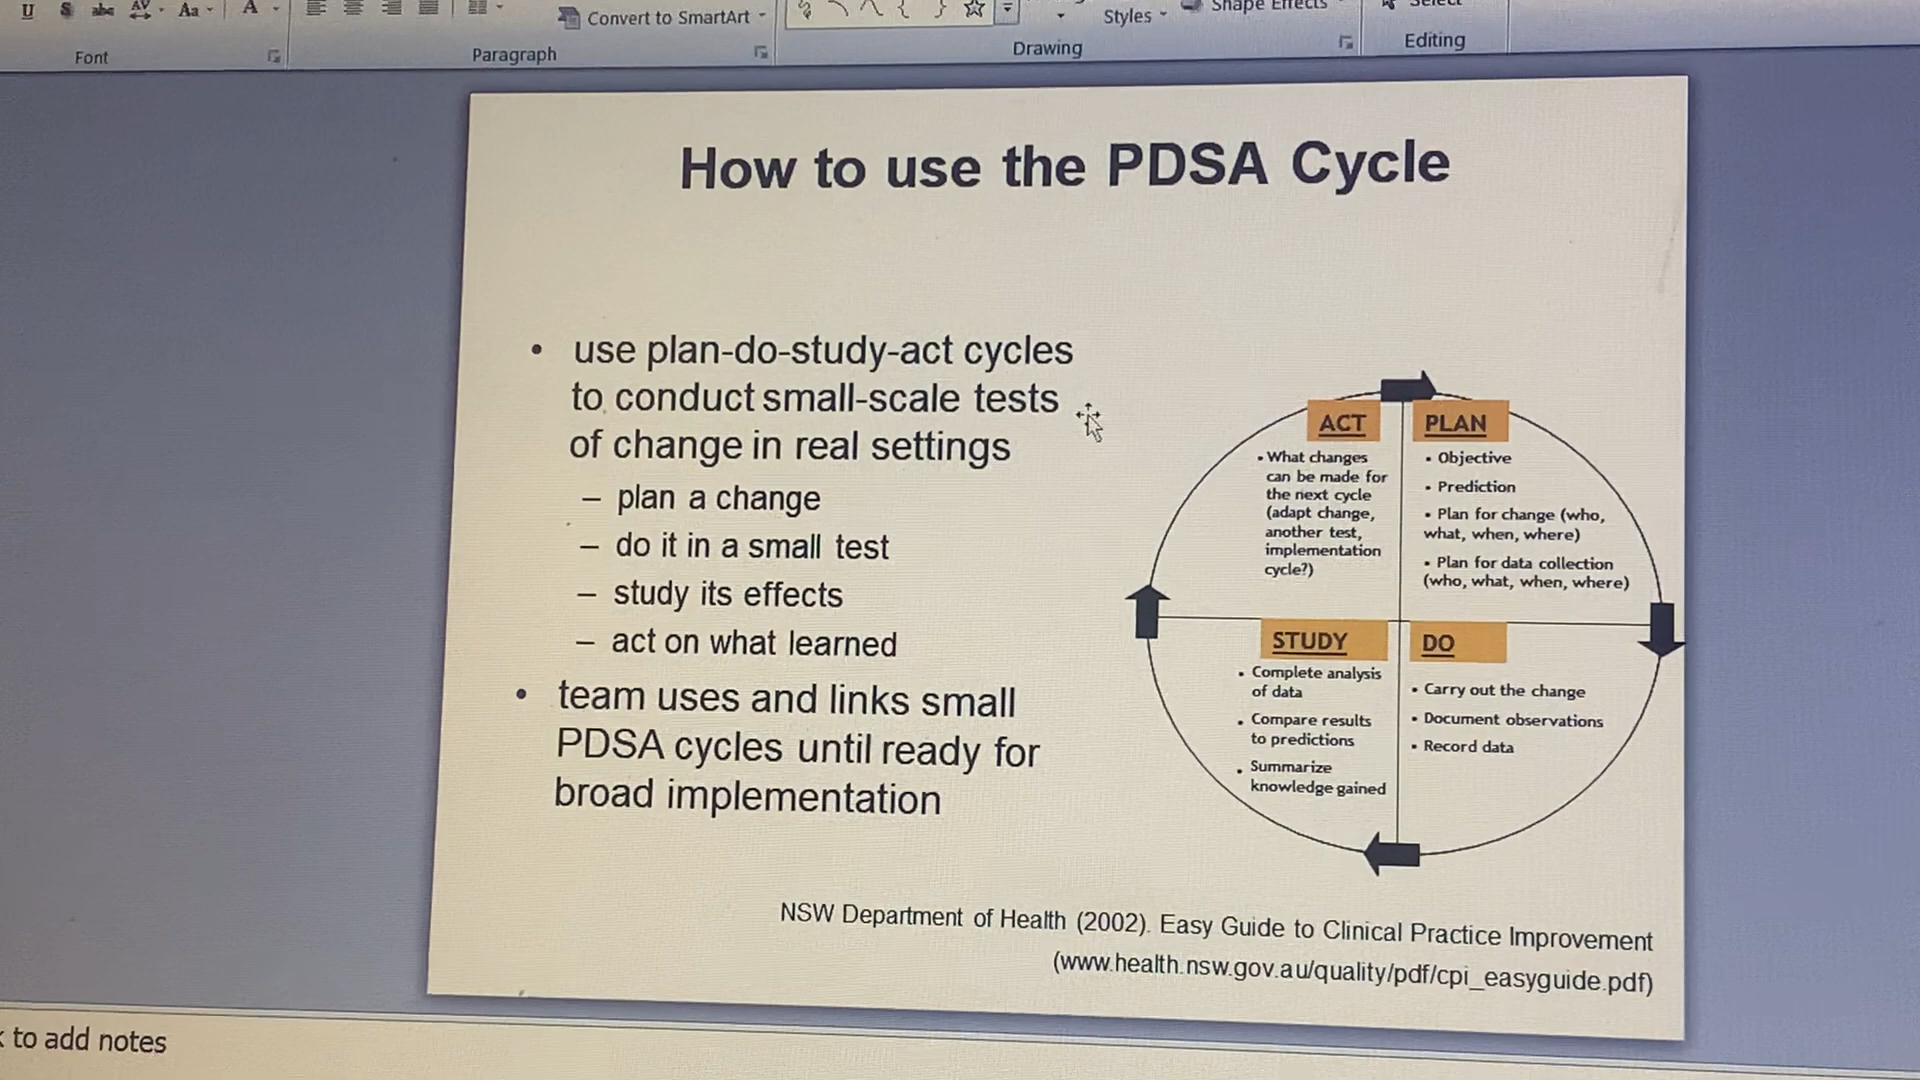 U S abc AV Aa A
Convert to SmartArt
Styles
Shape Effects
Select
Font
Paragraph
Drawing
Editing
How to use the PDSA Cycle
• use plan-do-study-act cycles
to conduct small-scale tests
of change in real settings
– plan a change
– do it in a small test
– study its effects
– act on what learned
• team uses and links small
PDSA cycles until ready for
broad implementation
ACT
• What changes
can be made for
the next cycle
(adapt change,
another test,
implementation
cycle?)
PLAN
• Objective
• Prediction
• Plan for change (who,
what, when, where)
• Plan for data collection
(who, what, when, where)
STUDY
• Complete analysis
of data
• Compare results
to predictions
• Summarize
knowledge gained
DO
• Carry out the change
• Document observations
• Record data
NSW Department of Health (2002). Easy Guide to Clinical Practice Improvement
(www.health.nsw.gov.au/quality/pdf/cpi_easyguide.pdf)
to add notes